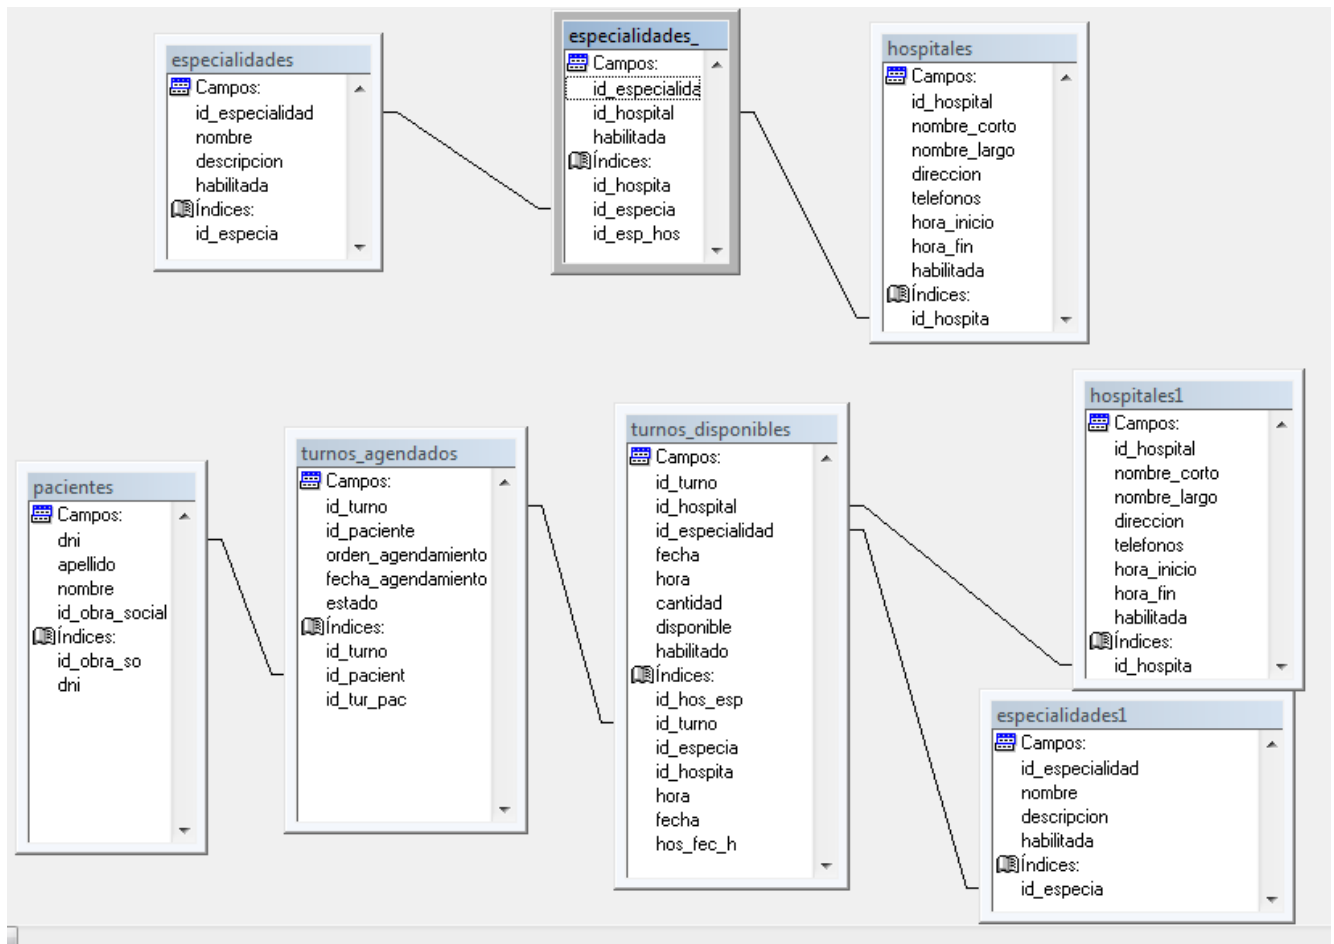 especialidades
Campos:
id_especialidad
nombre
descripcion
habilitada
Índices:
id_especia
especialidades_
Campos:
id_especialida
id_hospital
habilitada
Índices:
id_hospita
id_especia
id_esp_hos
hospitales
Campos:
id_hospital
nombre_corto
nombre_largo
direccion
telefonos
hora_inicio
hora_fin
habilitada
Índices:
id_hospita
pacientes
Campos:
dni
apellido
nombre
id_obra_social
Índices:
id_obra_so
dni
turnos_agendados
Campos:
id_turno
id_paciente
orden_agendamiento
fecha_agendamiento
estado
Índices:
id_turno
id_pacient
id_tur_pac
turnos_disponibles
Campos:
id_turno
id_hospital
id_especialidad
fecha
hora
cantidad
disponible
habilitado
Índices:
id_hos_esp
id_turno
id_especia
id_hospita
hora
fecha
hos_fec_h
hospitales1
Campos:
id_hospital
nombre_corto
nombre_largo
direccion
telefonos
hora_inicio
hora_fin
habilitada
Índices:
id_hospita
especialidades1
Campos:
id_especialidad
nombre
descripcion
habilitada
Índices:
id_especia